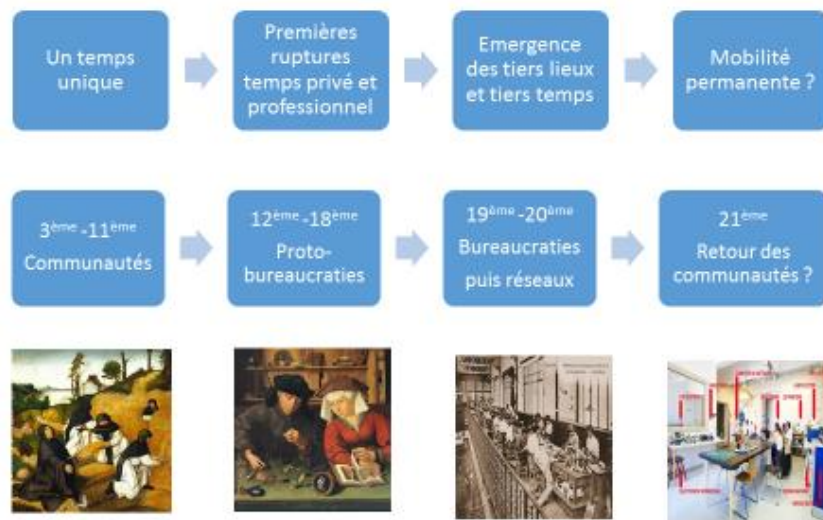 Un temps
unique
Premières
ruptures
temps privé et
professionnel
Emergence
des tiers lieux
et tiers temps
Mobilité
permanente ?
3ème -11ème
Communautés
12ème -18ème
Proto-
bureaucraties
19ème -20ème
Bureaucraties
puis réseaux
21ème
Retour des
communautés ?